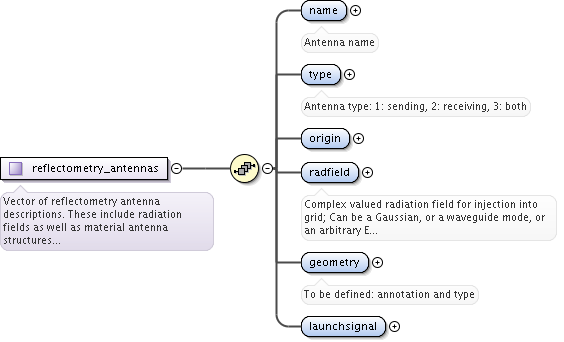 name
Antenna name
type
Antenna type: 1: sending, 2: receiving, 3: both
origin
reflectometry_antennas
radfield
Vector of reflectometry antenna
descriptions. These include radiation
fields as well as material antenna
structures...
Complex valued radiation field for injection into
grid; Can be a Gaussian, or a waveguide mode, or
an arbitrary E...
geometry
To be defined: annotation and type
launchsignal